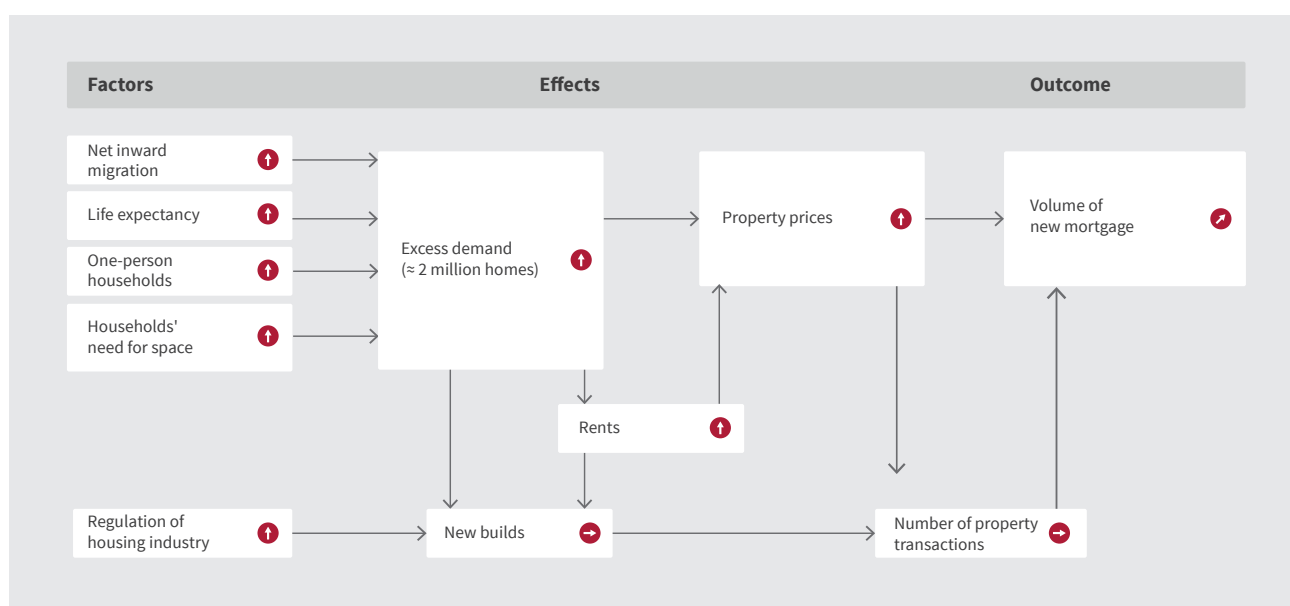 Factors
Effects
Outcome
Net inward
migration
Life expectancy
One-person
households
Households'
need for space
Excess demand
(≈ 2 million homes)
Property prices
Volume of
new mortgage
Rents
Regulation of
housing industry
New builds
Number of property
transactions